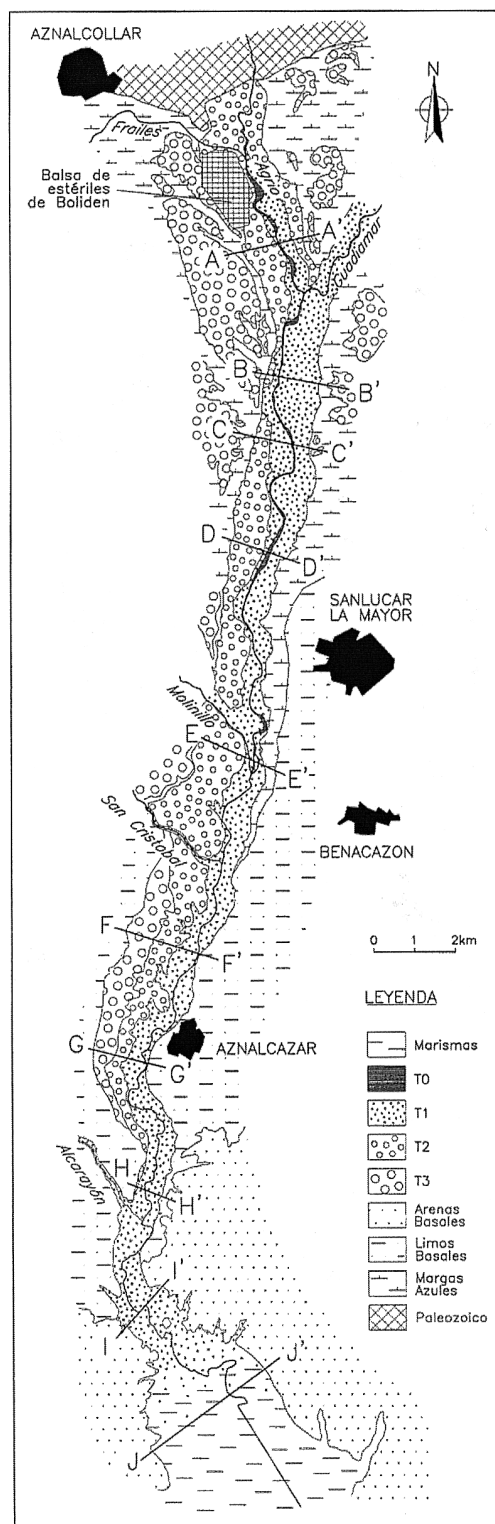 AZNALCOLLAR
N
Frailes
Agrio
Balsa de
estériles
de Boliden
A
A'
Guadiamar
B
B'
C
C'
D
D'
SANLUCAR
LA MAYOR
Molinillo
E
E'
San Cristobal
BENACAZON
F
F'
0 1 2km
LEYENDA
G
G'
AZNALCAZAR
Marismas
T0
T1
T2
T3
Alcarayón
H
H'
Arenas
Basales
Limos
Basales
Margas
Azules
Paleozoico
I'
I
J'
J